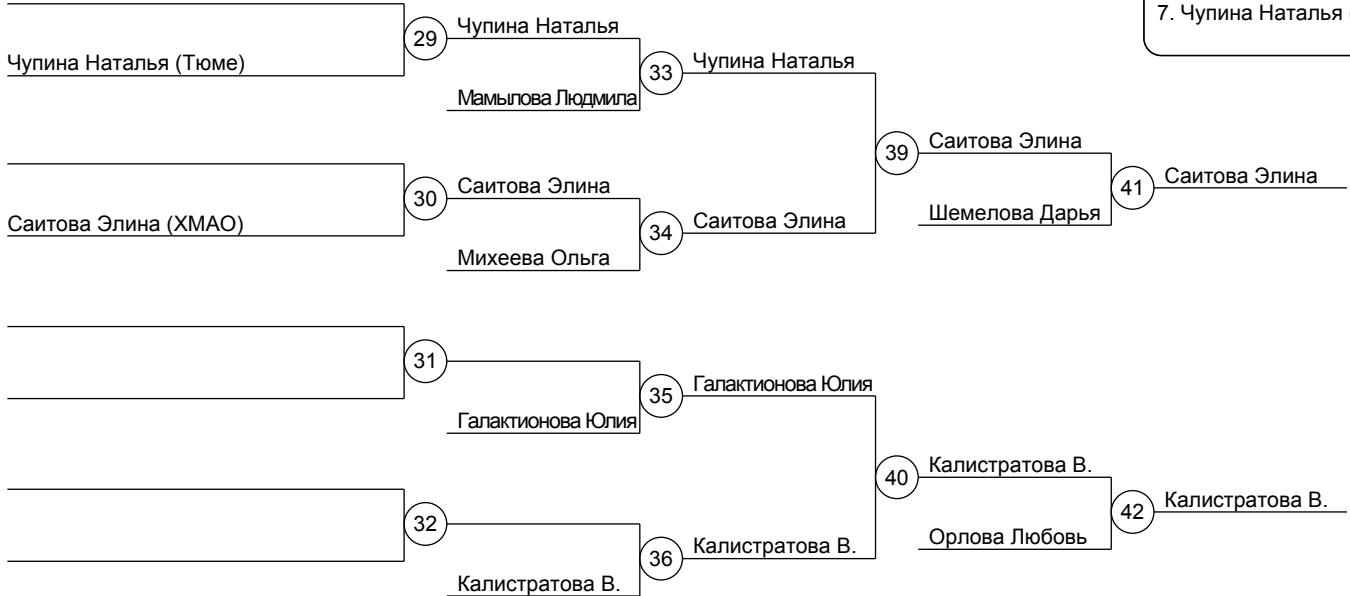 7. Чупина Наталья (
29
Чупина Наталья
Чупина Наталья (Тюме)
33
Чупина Наталья
Мамылова Людмила
39
Саитова Элина
30
Саитова Элина
41
Саитова Элина
Саитова Элина (ХМАО)
34
Саитова Элина
Шемелова Дарья
Михеева Ольга
31
35
Галактионова Юлия
Галактионова Юлия
40
Калистратова В.
32
42
Калистратова В.
36
Калистратова В.
Орлова Любовь
Калистратова В.